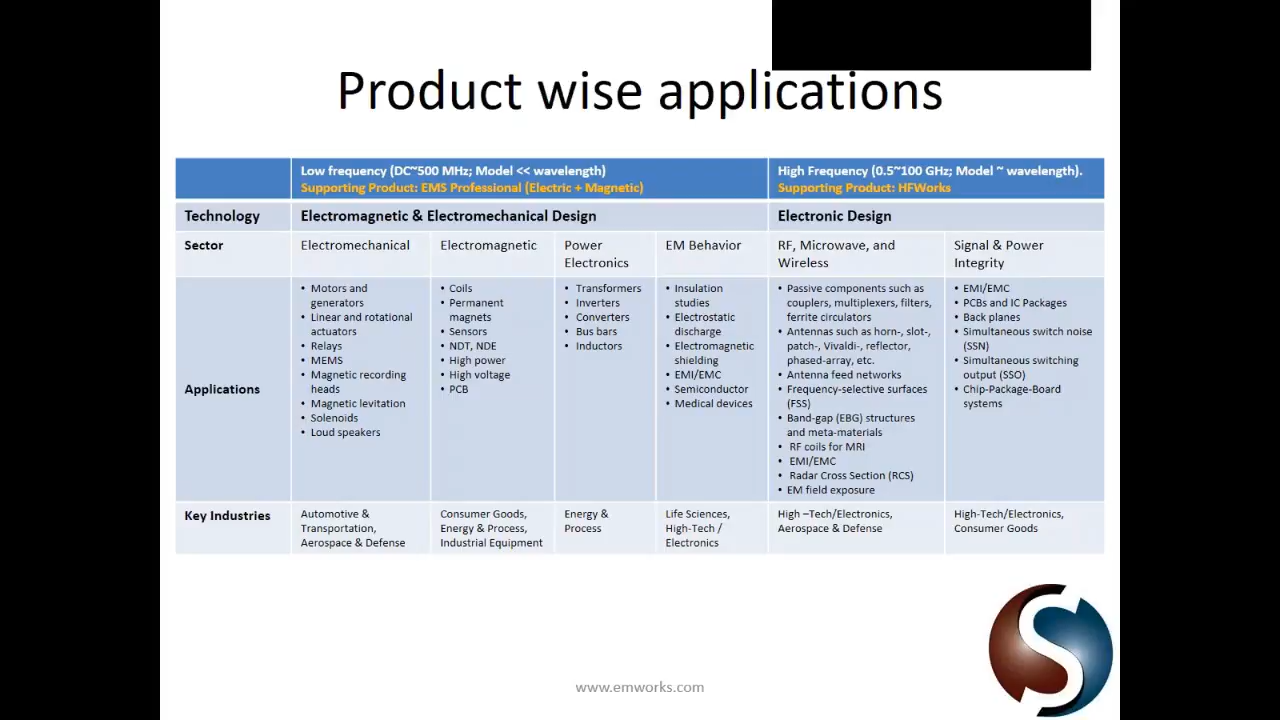 Product wise applications
Low frequency (DC~500 MHz; Model << wavelength)
Supporting Product: EMS Professional (Electric + Magnetic)
High Frequency (0.5~100 GHz; Model ~ wavelength).
Supporting Product: HFWorks
Technology
Electromagnetic & Electromechanical Design
Electronic Design
Sector
Electromechanical
Electromagnetic
Power
Electronics
EM Behavior
RF, Microwave, and
Wireless
Signal & Power
Integrity
Applications
• Motors and
generators
• Linear and rotational
actuators
• Relays
• MEMS
• Magnetic recording
heads
• Magnetic levitation
• Solenoids
• Loud speakers
• Coils
• Permanent
magnets
• Sensors
• NDT, NDE
• High power
• High voltage
• PCB
• Transformers
• Inverters
• Converters
• Bus bars
• Inductors
• Insulation
studies
• Electrostatic
discharge
• Electromagnetic
shielding
• EMI/EMC
• Semiconductor
• Medical devices
• Passive components such as
couplers, multiplexers, filters,
ferrite circulators
• Antennas such as horn-, slot-,
patch-, Vivaldi-, reflector,
phased-array, etc.
• Antenna feed networks
• Frequency-selective surfaces
(FSS)
• Band-gap (EBG) structures
and meta-materials
• RF coils for MRI
• EMI/EMC
• Radar Cross Section (RCS)
• EM field exposure
• EMI/EMC
• PCBs and IC Packages
• Back planes
• Simultaneous switch noise
(SSN)
• Simultaneous switching
output (SSO)
• Chip-Package-Board
systems
Key Industries
Automotive &
Transportation,
Aerospace & Defense
Consumer Goods,
Energy & Process,
Industrial Equipment
Energy &
Process
Life Sciences,
High-Tech /
Electronics
High –Tech/Electronics,
Aerospace & Defense
High-Tech/Electronics,
Consumer Goods
www.emworks.com
S